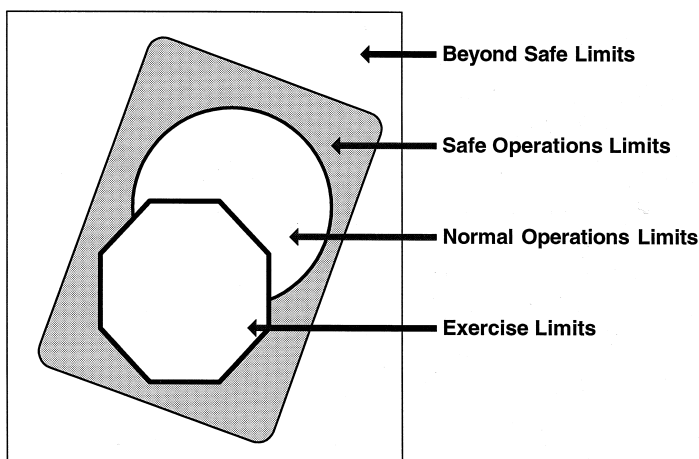 Beyond Safe Limits
Safe Operations Limits
Normal Operations Limits
Exercise Limits